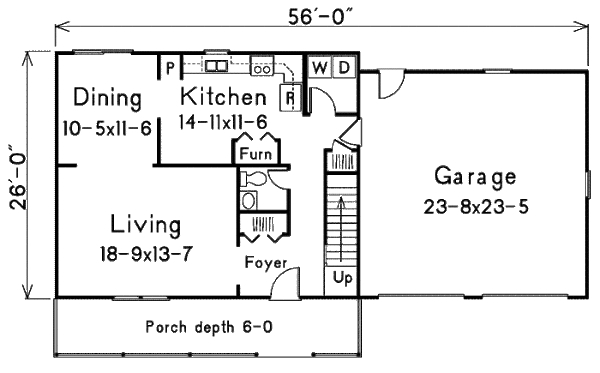 56'-0"
26'-0"
P
W D
Dining
10-5x11-6
Kitchen
14-11x11-6
R
Furn
Garage
23-8x23-5
Living
18-9x13-7
Foyer
Up
Porch depth 6-0